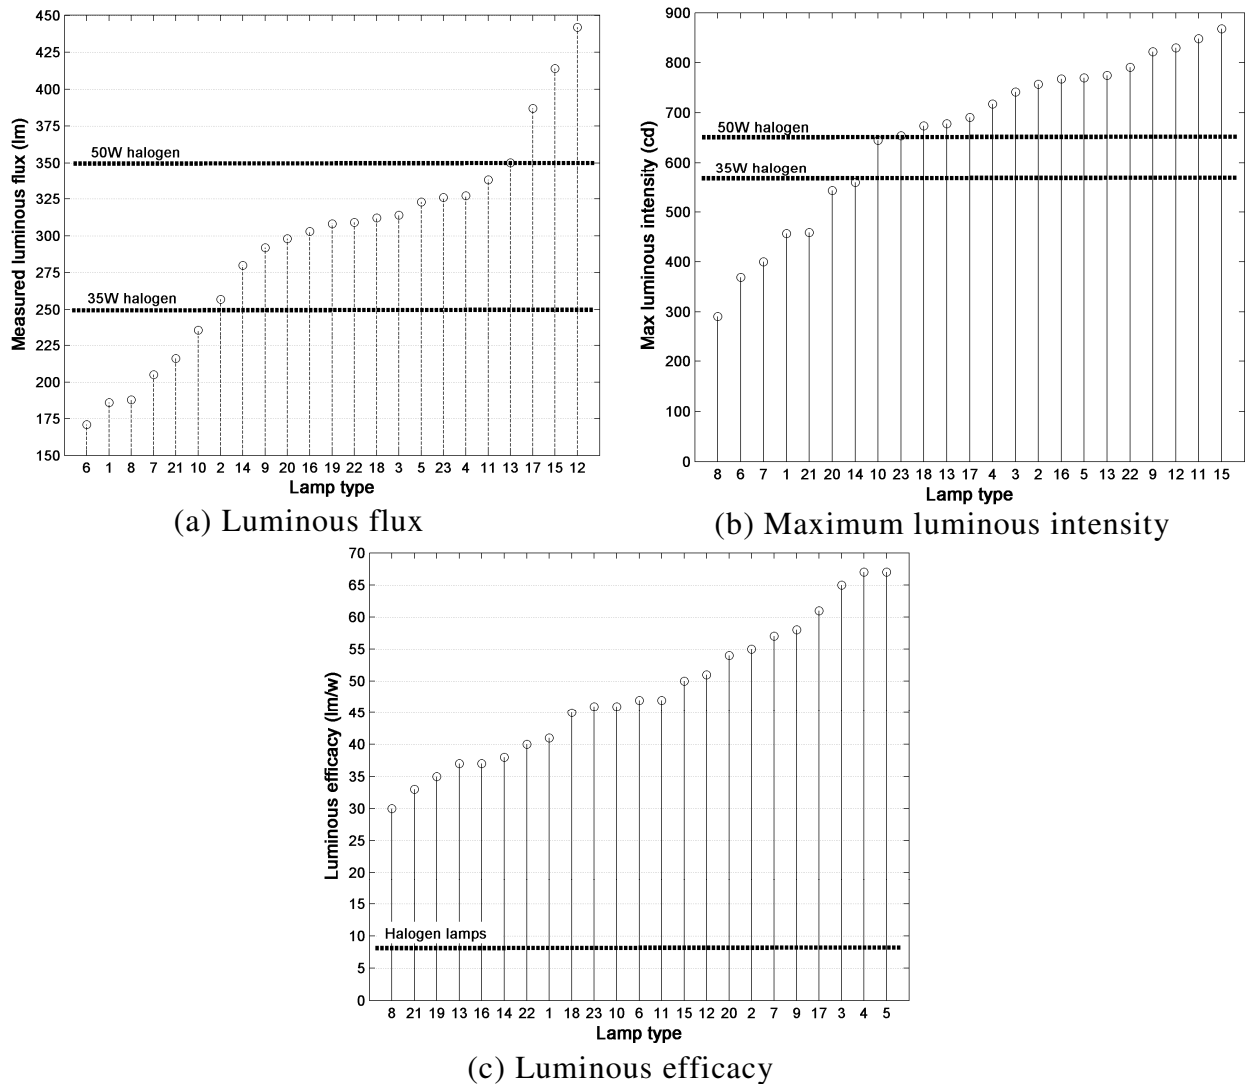 450
425
400
375
350
325
300
275
250
225
200
175
150
Measured luminous flux (lm)
50W halogen
35W halogen
6 1 8 7 21 10 2 14 9 20 16 19 22 18 3 5 23 4 11 13 17 15 12
Lamp type
(a) Luminous flux
900
800
700
600
500
400
300
200
100
0
Max luminous intensity (cd)
50W halogen
35W halogen
8 6 7 1 21 20 14 10 23 18 13 17 4 3 2 16 5 13 22 9 12 11 15
Lamp type
(b) Maximum luminous intensity
70
65
60
55
50
45
40
35
30
25
20
15
10
5
0
Luminous efficacy (lm/w)
Halogen lamps
8 21 19 13 16 14 22 1 18 23 10 6 11 15 12 20 2 7 9 17 3 4 5
Lamp type
(c) Luminous efficacy